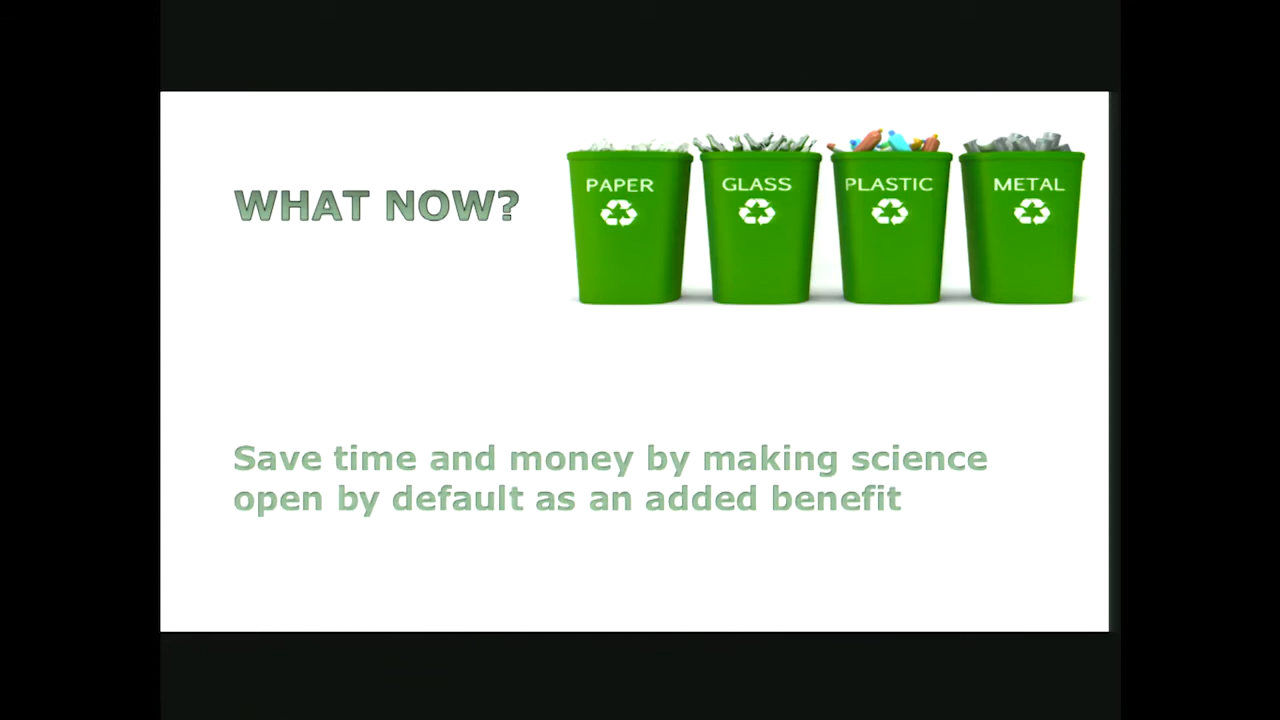 WHAT NOW?
PAPER
GLASS
PLASTIC
METAL
Save time and money by making science
open by default as an added benefit